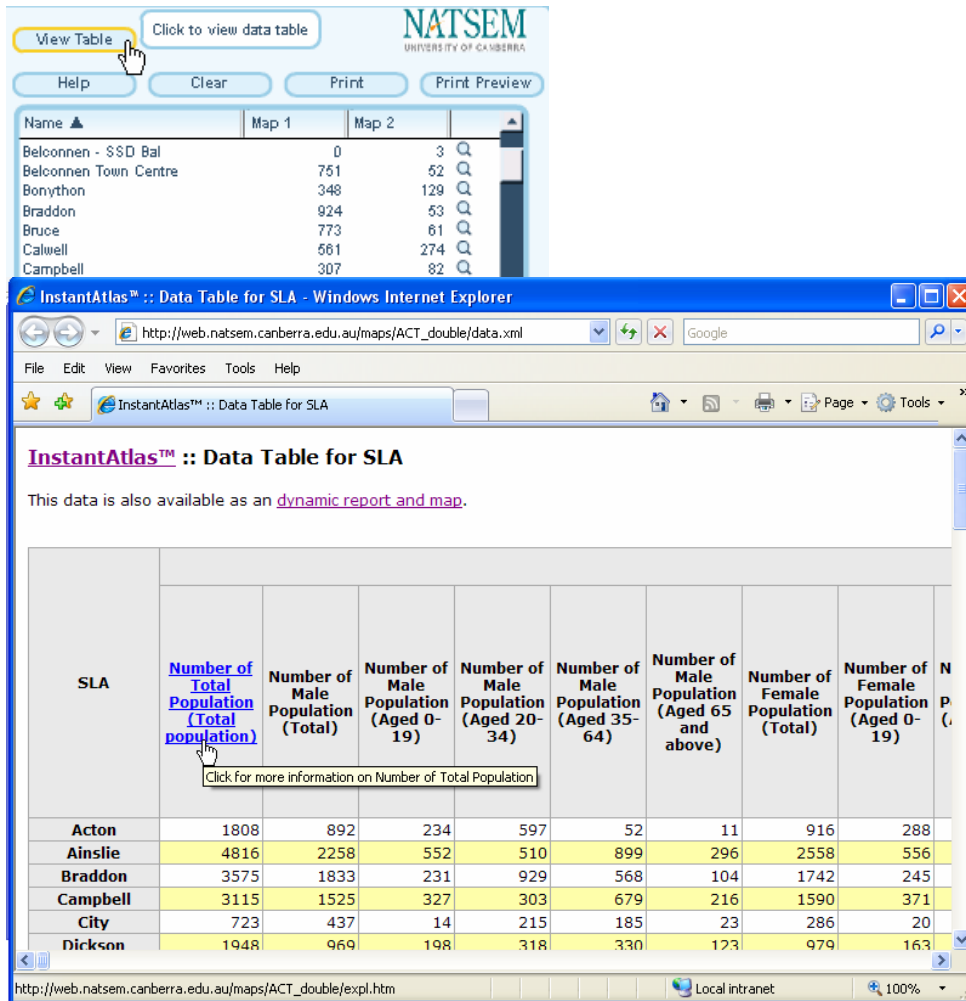 View Table
Click to view data table
NATSEM
UNIVERSITY OF CANBERRA
Help Clear Print Print Preview
Name ▲ Map 1 Map 2
Belconnen - SSD Bal 0 3
Belconnen Town Centre 751 52
Bonython 348 129
Braddon 924 53
Bruce 773 61
Calwell 561 274
Campbell 307 82
InstantAtlas™ :: Data Table for SLA - Windows Internet Explorer
http://web.natsem.canberra.edu.au/maps/ACT_double/data.xml Google
File Edit View Favorites Tools Help
InstantAtlas™ :: Data Table for SLA Page Tools
InstantAtlas™ :: Data Table for SLA
This data is also available as an dynamic report and map.
SLA
Number of
Total
Population
(Total
population)
Number of
Male
Population
(Total)
Number of
Male
Population
(Aged 0-
19)
Number of
Male
Population
(Aged 20-
34)
Number of
Male
Population
(Aged 35-
64)
Number of
Male
Population
(Aged 65
and
above)
Number of
Female
Population
(Total)
Number of
Female
Population
(Aged 0-
19)
Click for more information on Number of Total Population
Acton 1808 892 234 597 52 11 916 288
Ainslie 4816 2258 552 510 899 296 2558 556
Braddon 3575 1833 231 929 568 104 1742 245
Campbell 3115 1525 327 303 679 216 1590 371
City 723 437 14 215 185 23 286 20
Dickson 1948 969 198 318 330 123 979 163
http://web.natsem.canberra.edu.au/maps/ACT_double/expl.htm Local intranet 100%